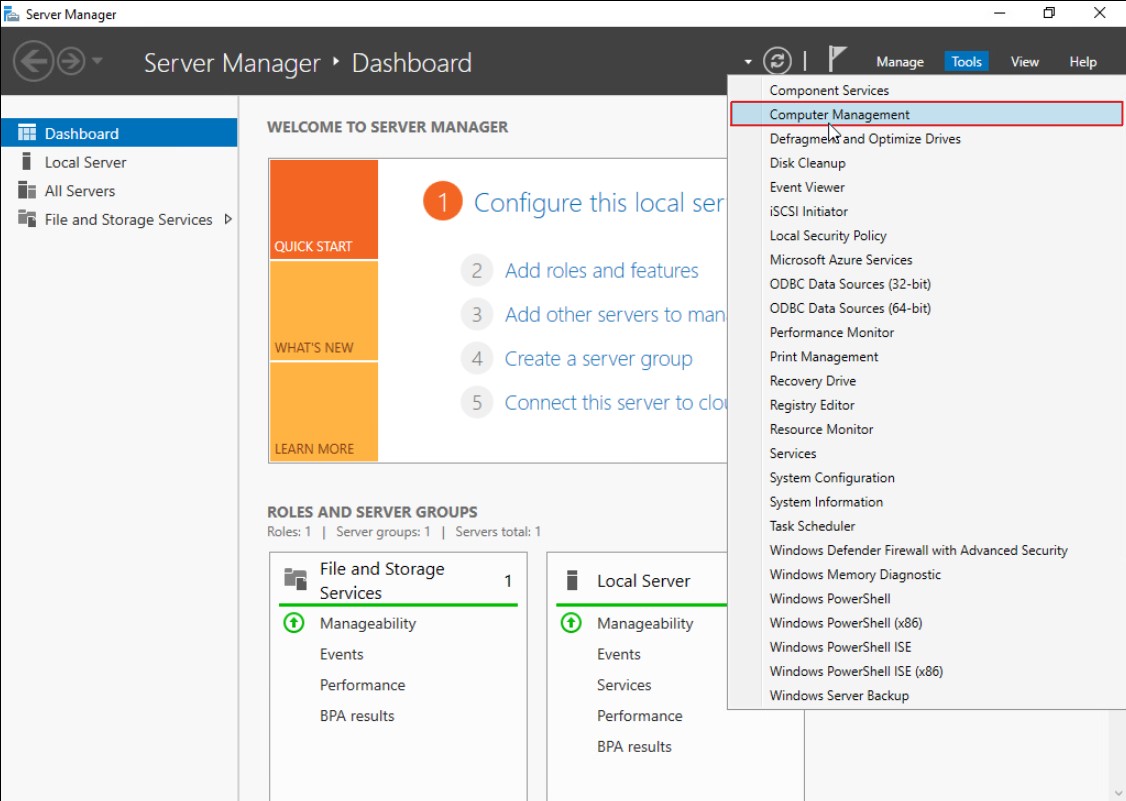 Server Manager
Server Manager • Dashboard
Manage Tools View Help
Dashboard
Local Server
All Servers
File and Storage Services
WELCOME TO SERVER MANAGER
QUICK START
WHAT'S NEW
LEARN MORE
1 Configure this local ser
2 Add roles and features
3 Add other servers to man
4 Create a server group
5 Connect this server to clou
ROLES AND SERVER GROUPS
Roles: 1 | Server groups: 1 | Servers total: 1
File and Storage
Services 1
Manageability
Events
Performance
BPA results
Local Server
Manageability
Events
Services
Performance
BPA results
Component Services
Computer Management
Defragment and Optimize Drives
Disk Cleanup
Event Viewer
iSCSI Initiator
Local Security Policy
Microsoft Azure Services
ODBC Data Sources (32-bit)
ODBC Data Sources (64-bit)
Performance Monitor
Print Management
Recovery Drive
Registry Editor
Resource Monitor
Services
System Configuration
System Information
Task Scheduler
Windows Defender Firewall with Advanced Security
Windows Memory Diagnostic
Windows PowerShell
Windows PowerShell (x86)
Windows PowerShell ISE
Windows PowerShell ISE (x86)
Windows Server Backup